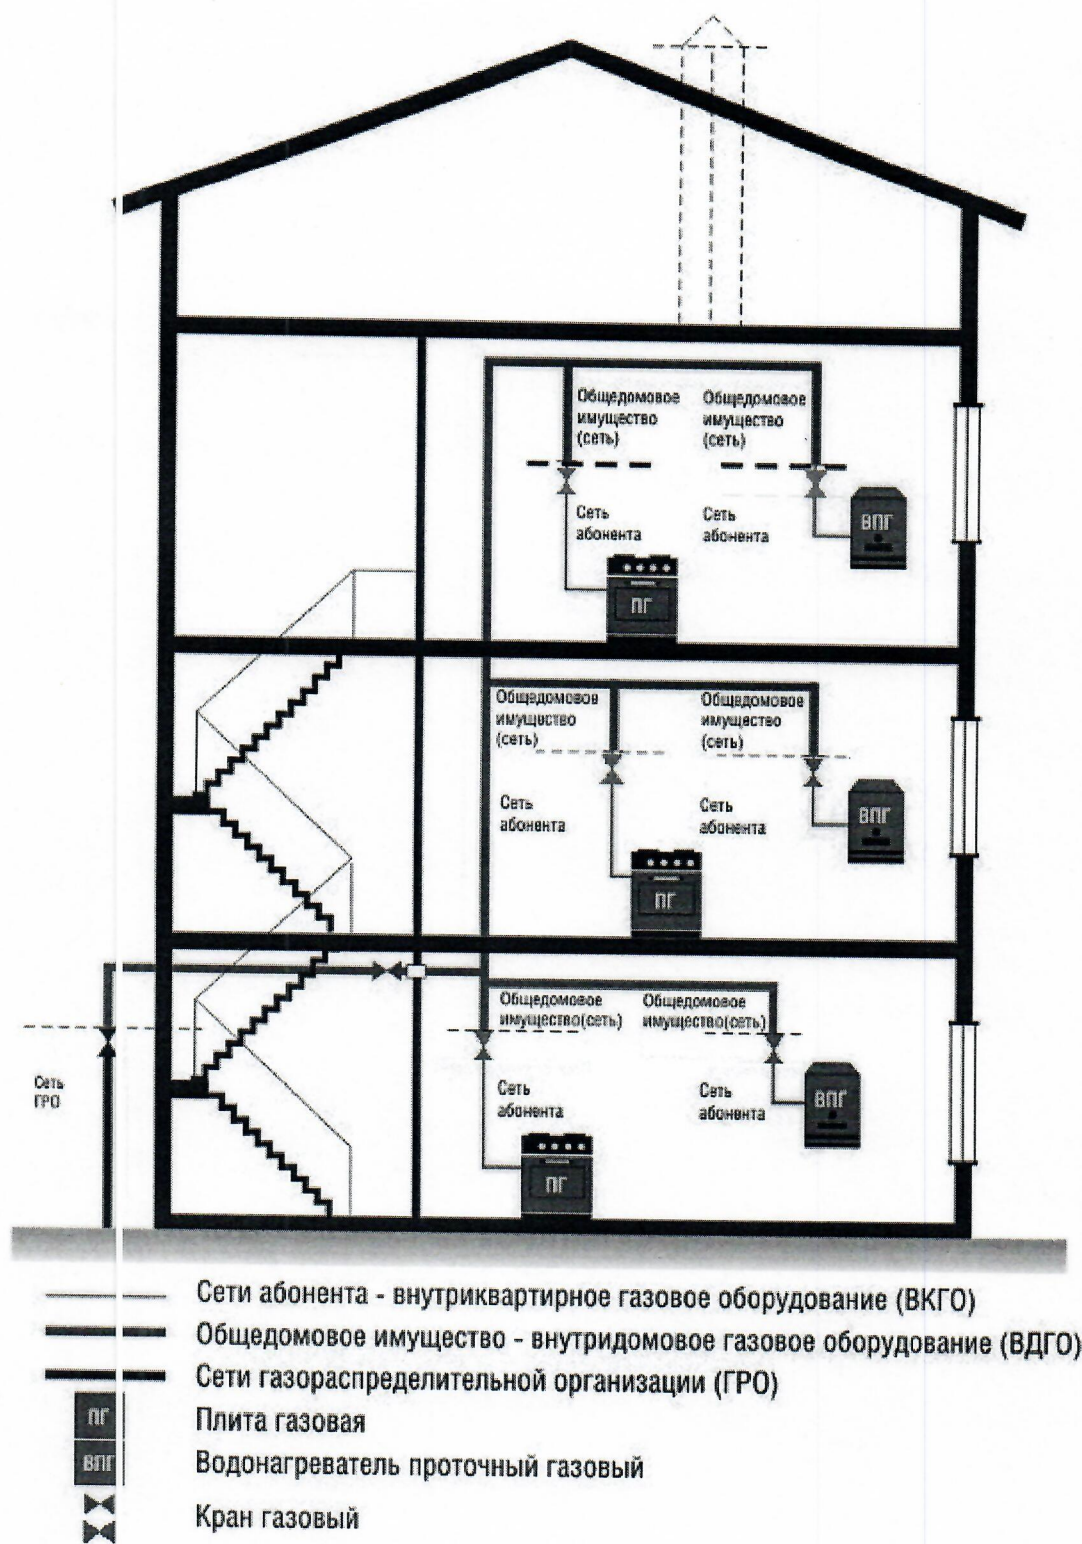 Общедомовое
имущество
(сеть)
Общедомовое
имущество
(сеть)
Сеть
абонента
Сеть
абонента
ВПГ
ПГ
Общедомовое
имущество
(сеть)
Общедомовое
имущество
(сеть)
Сеть
абонента
Сеть
абонента
ВПГ
ПГ
Общедомовое
имущество(сеть)
Общедомовое
имущество(сеть)
Сеть
ГРО
Сеть
абонента
Сеть
абонента
ВПГ
ПГ
Сети абонента - внутриквартирное газовое оборудование (ВКГО)
Общедомовое имущество - внутридомовое газовое оборудование (ВДГО)
Сети газораспределительной организации (ГРО)
ПГ Плита газовая
ВПГ Водонагреватель проточный газовый
Кран газовый